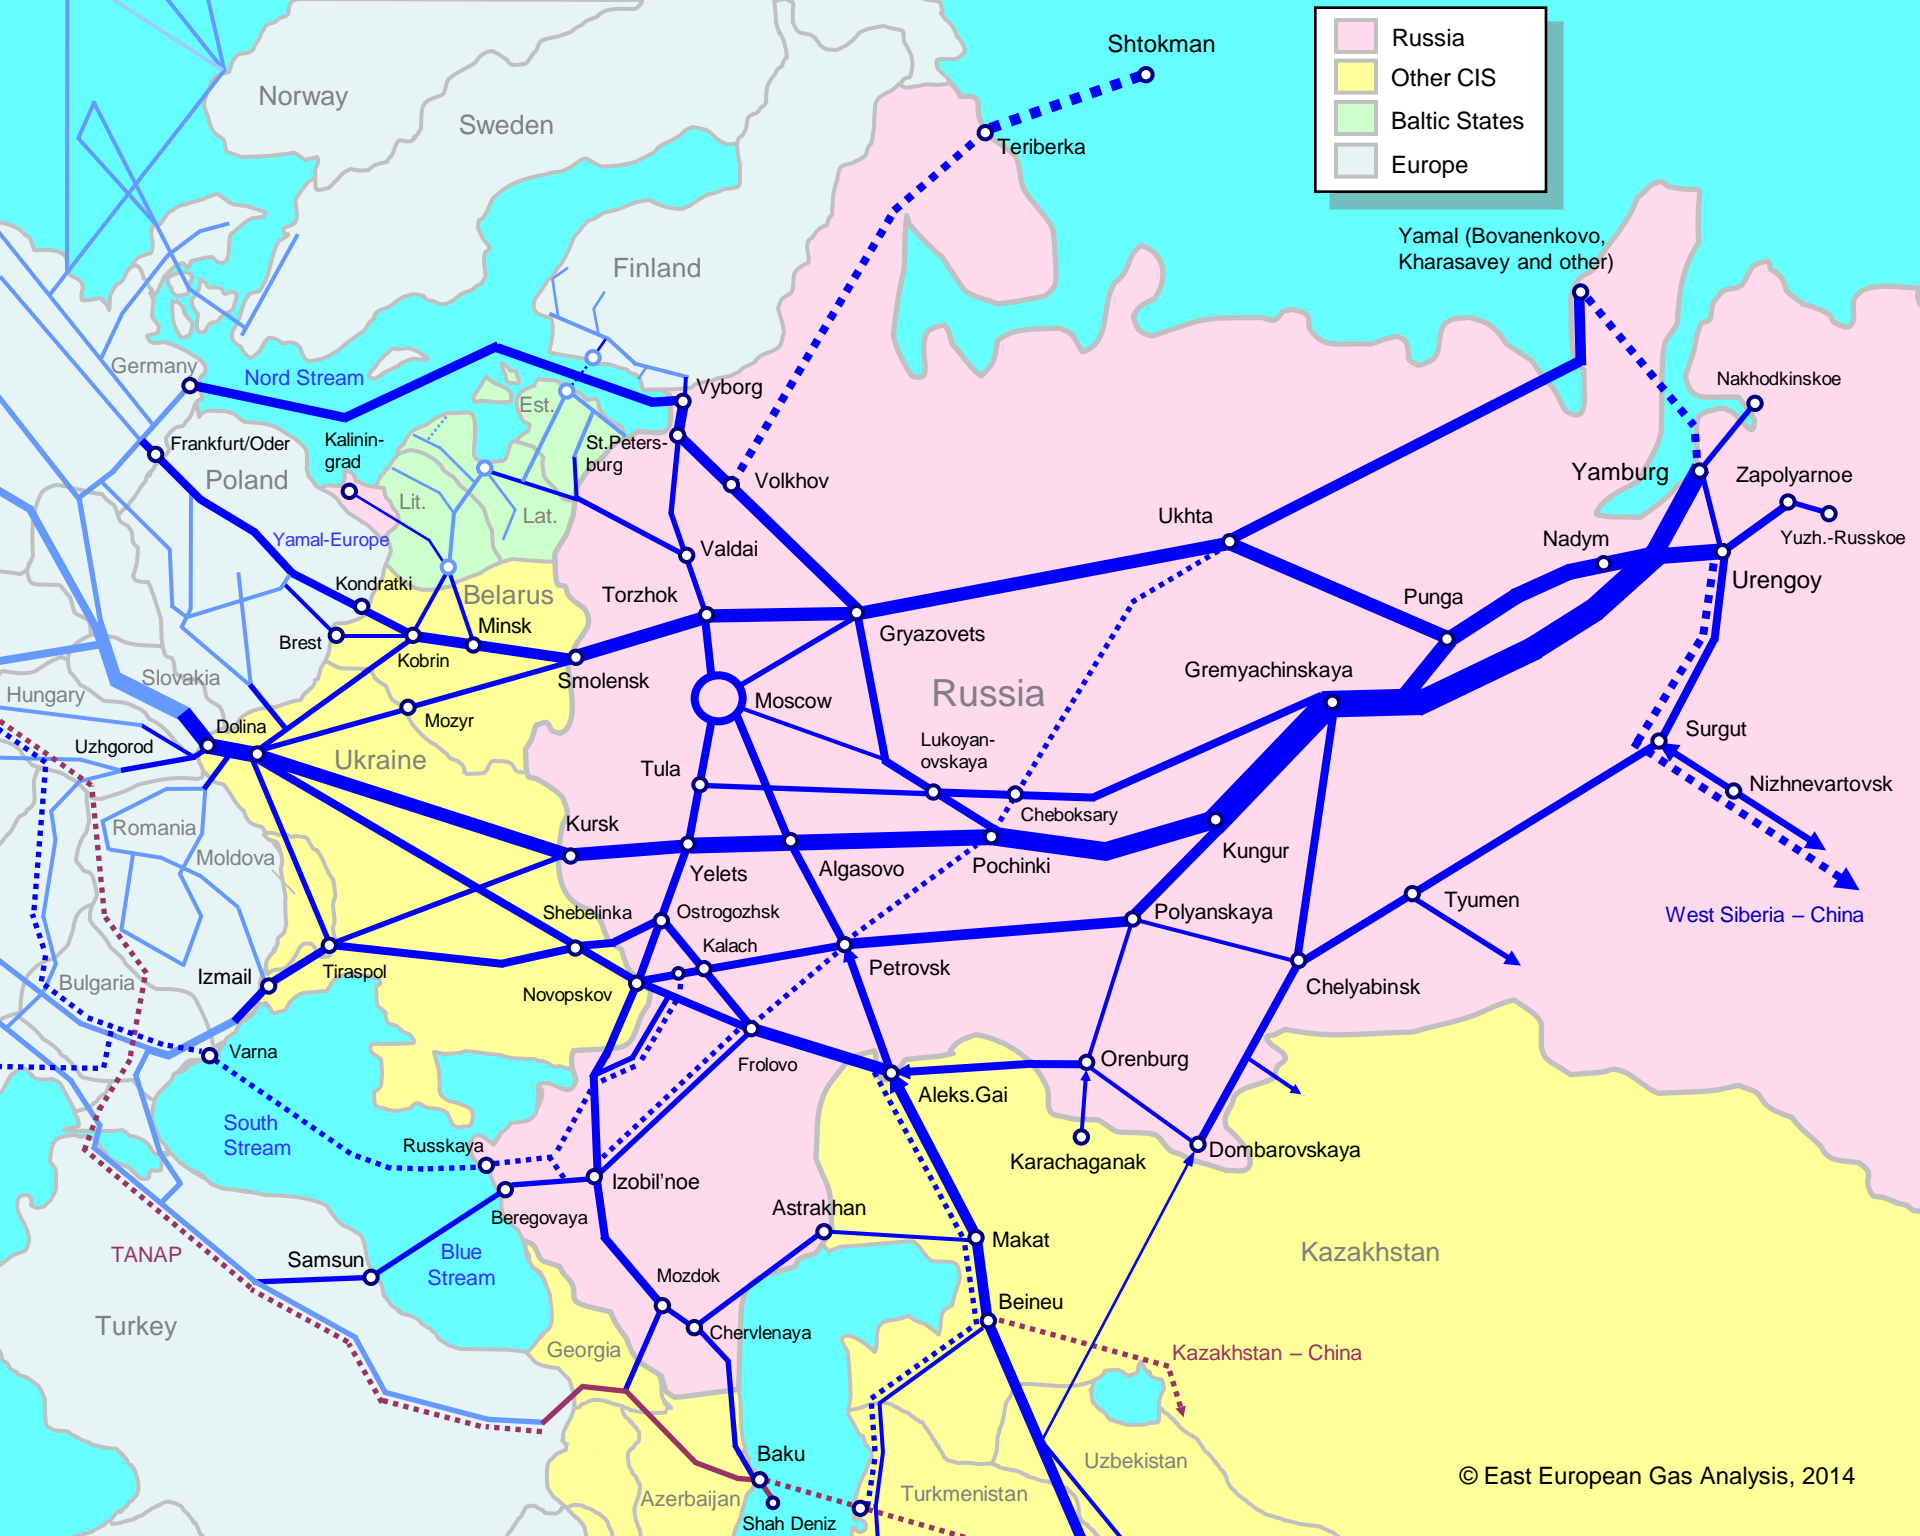 Shtokman
Russia
Other CIS
Baltic States
Europe
Norway
Sweden
Teriberka
Finland
Yamal (Bovanenkovo,
Kharasavey and other)
Germany
Nord Stream
Vyborg
Nakhodkinskoe
Est.
Frankfurt/Oder
Kalinin-
grad
St.Peters-
burg
Poland
Volkhov
Yamburg
Zapolyarnoe
Lit.
Lat.
Ukhta
Yamal-Europe
Valdai
Nadym
Yuzh.-Russkoe
Kondratki
Belarus
Torzhok
Punga
Urengoy
Brest
Minsk
Gryazovets
Kobrin
Gremyachinskaya
Slovakia
Smolensk
Hungary
Moscow
Russia
Dolina
Mozyr
Surgut
Uzhgorod
Ukraine
Lukoyan-
ovskaya
Tula
Nizhnevartovsk
Kursk
Cheboksary
Romania
Moldova
Yelets
Algasovo
Pochinki
Kungur
Shebelinka
Ostrogozhsk
Polyanskaya
Tyumen
West Siberia – China
Kalach
Izmail
Tiraspol
Petrovsk
Bulgaria
Novopskov
Chelyabinsk
Varna
Frolovo
Orenburg
Aleks.Gai
South
Stream
Russkaya
Karachaganak
Dombarovskaya
Izobil’noe
Astrakhan
Beregovaya
Makat
TANAP
Samsun
Blue
Stream
Kazakhstan
Mozdok
Beineu
Turkey
Chervlenaya
Georgia
Kazakhstan – China
Baku
Uzbekistan
© East European Gas Analysis, 2014
Azerbaijan
Turkmenistan
Shah Deniz